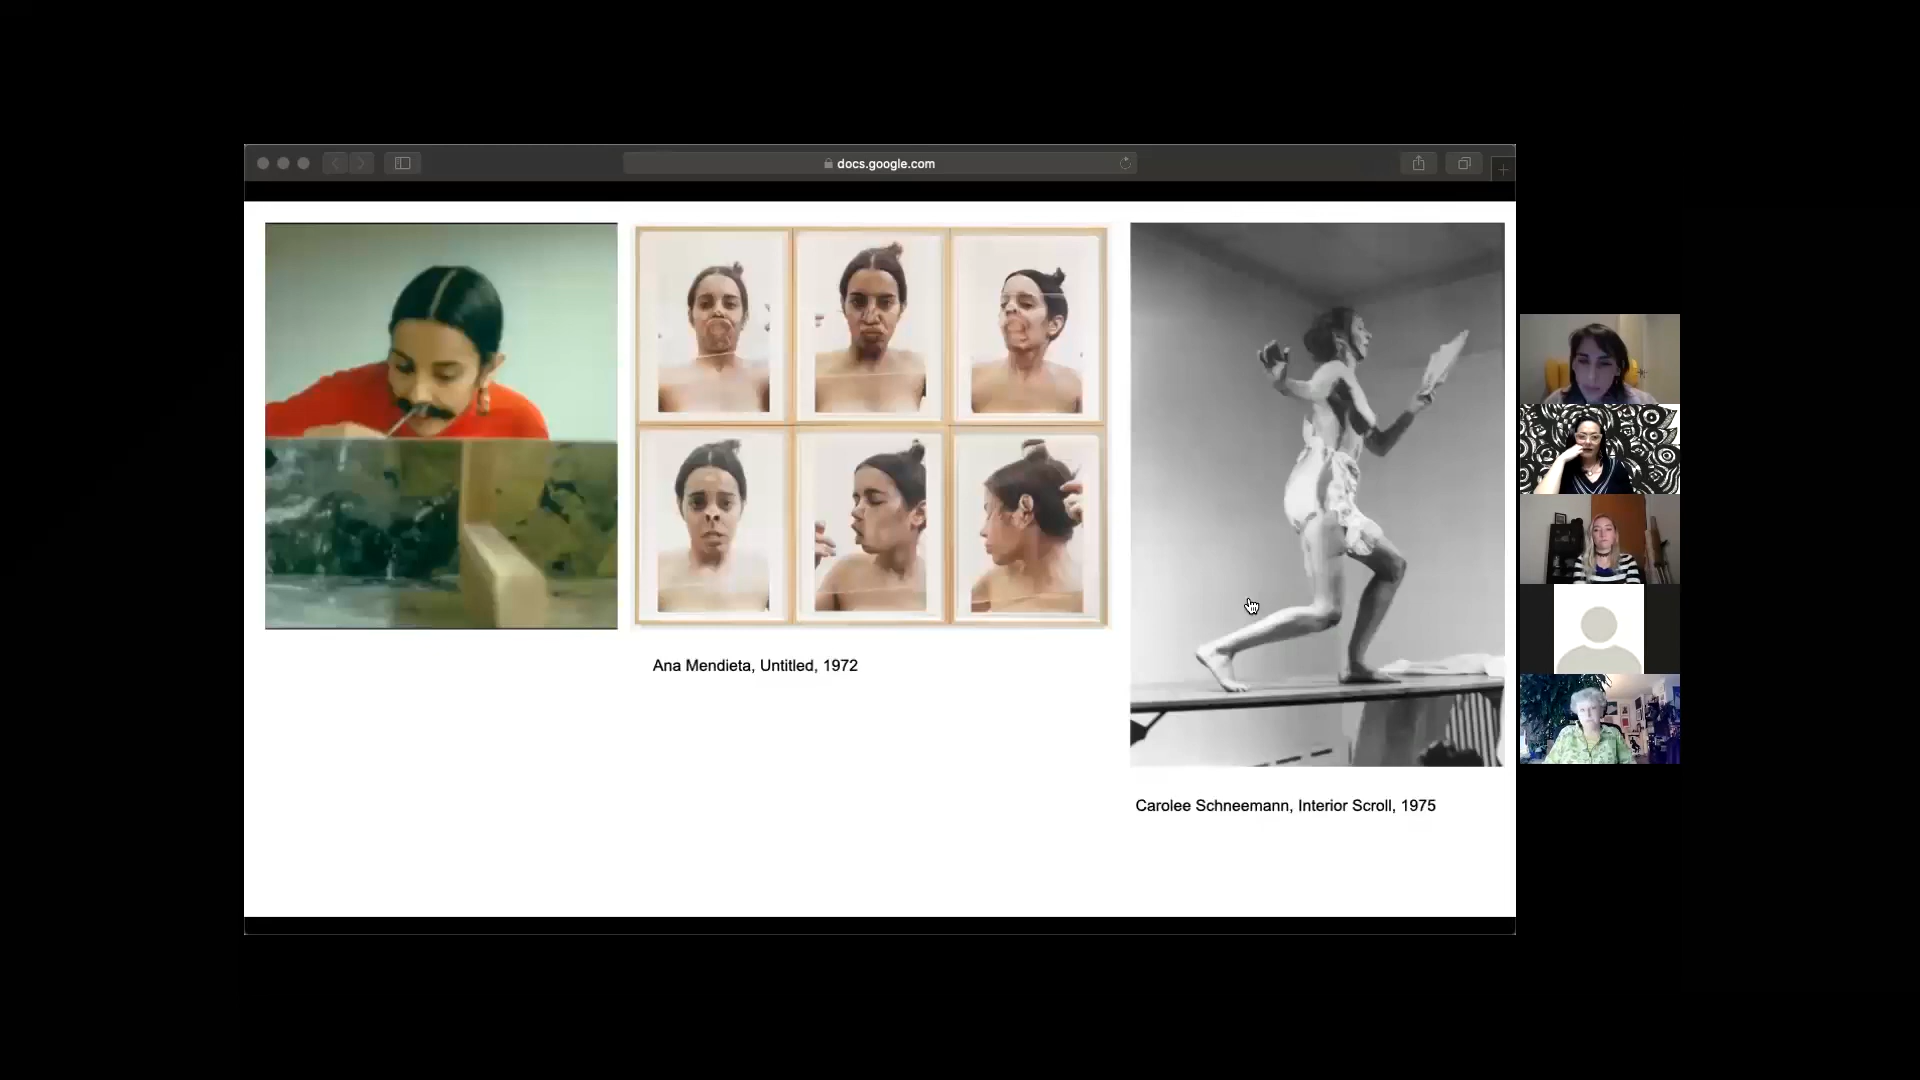 docs.google.com
Ana Mendieta, Untitled, 1972
Carolee Schneemann, Interior Scroll, 1975